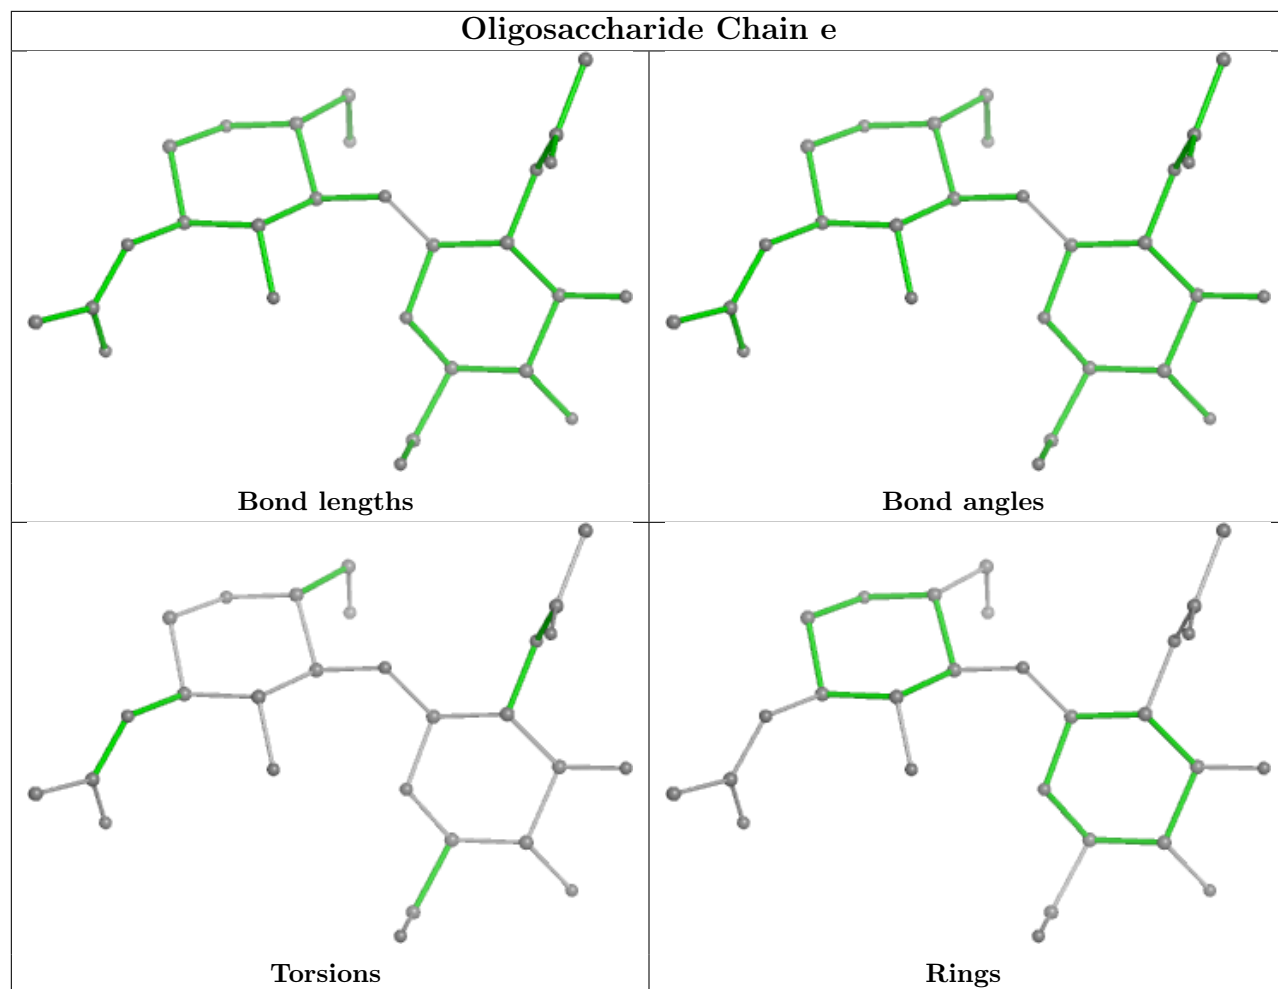 Oligosaccharide Chain e
Bond lengths
Bond angles
Torsions
Rings